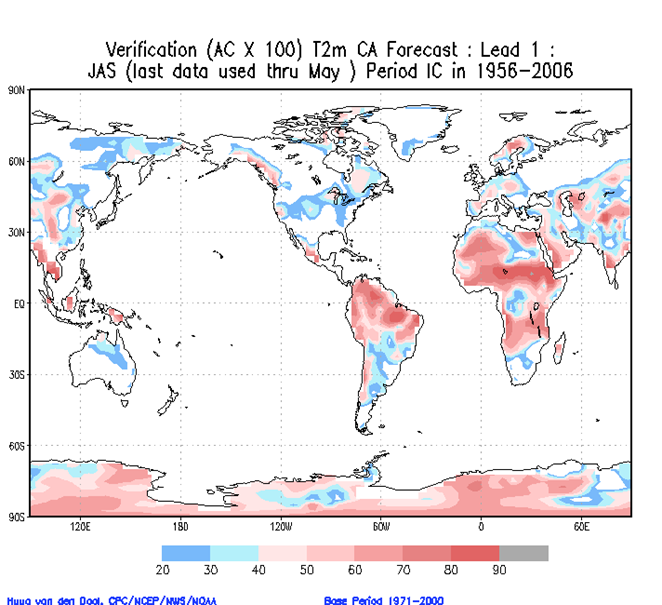 Verification (AC X 100) T2m CA Forecast : Lead 1 :
JAS (last data used thru May ) Period IC in 1956-2006
90N
60N
30N
EQ
30S
60S
90S
120E 180 120W 60W 0 60E
20 30 40 50 60 70 80 90
Huug van den Dool, CPC/NCEP/NWS/NOAA Base Period 1971-2000